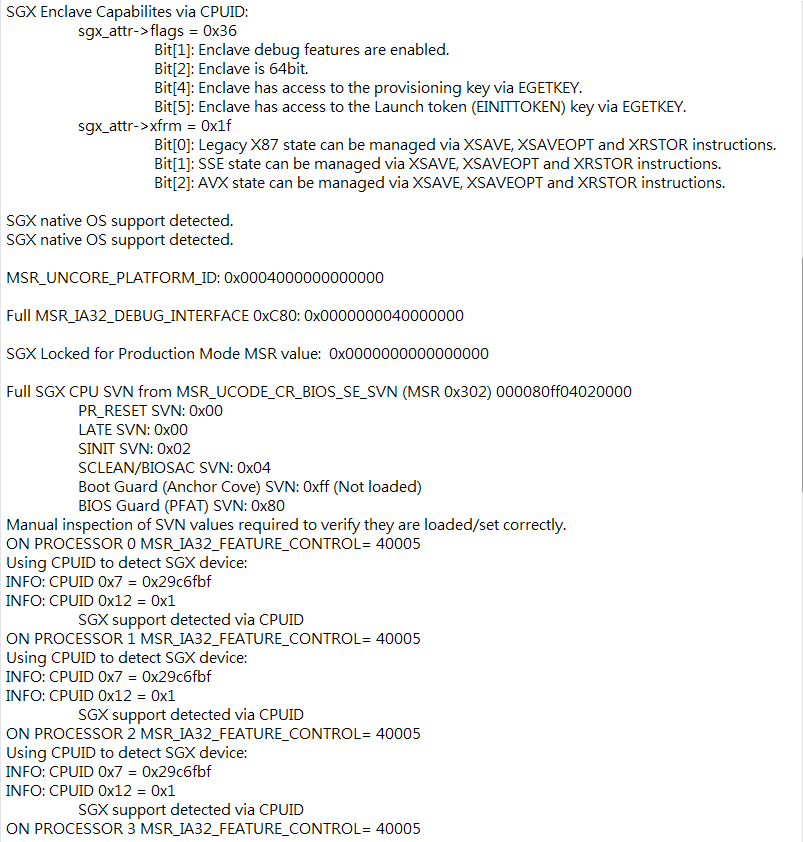 SGX Enclave Capabilites via CPUID:
sgx_attr->flags = 0x36
Bit[1]: Enclave debug features are enabled.
Bit[2]: Enclave is 64bit.
Bit[4]: Enclave has access to the provisioning key via EGETKEY.
Bit[5]: Enclave has access to the Launch token (EINITTOKEN) key via EGETKEY.
sgx_attr->xfrm = 0x1f
Bit[0]: Legacy X87 state can be managed via XSAVE, XSAVEOPT and XRSTOR instructions.
Bit[1]: SSE state can be managed via XSAVE, XSAVEOPT and XRSTOR instructions.
Bit[2]: AVX state can be managed via XSAVE, XSAVEOPT and XRSTOR instructions.
SGX native OS support detected.
SGX native OS support detected.
MSR_UNCORE_PLATFORM_ID: 0x0004000000000000
Full MSR_IA32_DEBUG_INTERFACE 0xC80: 0x0000000040000000
SGX Locked for Production Mode MSR value:  0x0000000000000000
Full SGX CPU SVN from MSR_UCODE_CR_BIOS_SE_SVN (MSR 0x302) 000080ff04020000
PR_RESET SVN: 0x00
LATE SVN: 0x00
SINIT SVN: 0x02
SCLEAN/BIOSAC SVN: 0x04
Boot Guard (Anchor Cove) SVN: 0xff (Not loaded)
BIOS Guard (PFAT) SVN: 0x80
Manual inspection of SVN values required to verify they are loaded/set correctly.
ON PROCESSOR 0 MSR_IA32_FEATURE_CONTROL= 40005
Using CPUID to detect SGX device:
INFO: CPUID 0x7 = 0x29c6fbf
INFO: CPUID 0x12 = 0x1
SGX support detected via CPUID
ON PROCESSOR 1 MSR_IA32_FEATURE_CONTROL= 40005
Using CPUID to detect SGX device:
INFO: CPUID 0x7 = 0x29c6fbf
INFO: CPUID 0x12 = 0x1
SGX support detected via CPUID
ON PROCESSOR 2 MSR_IA32_FEATURE_CONTROL= 40005
Using CPUID to detect SGX device:
INFO: CPUID 0x7 = 0x29c6fbf
INFO: CPUID 0x12 = 0x1
SGX support detected via CPUID
ON PROCESSOR 3 MSR_IA32_FEATURE_CONTROL= 40005